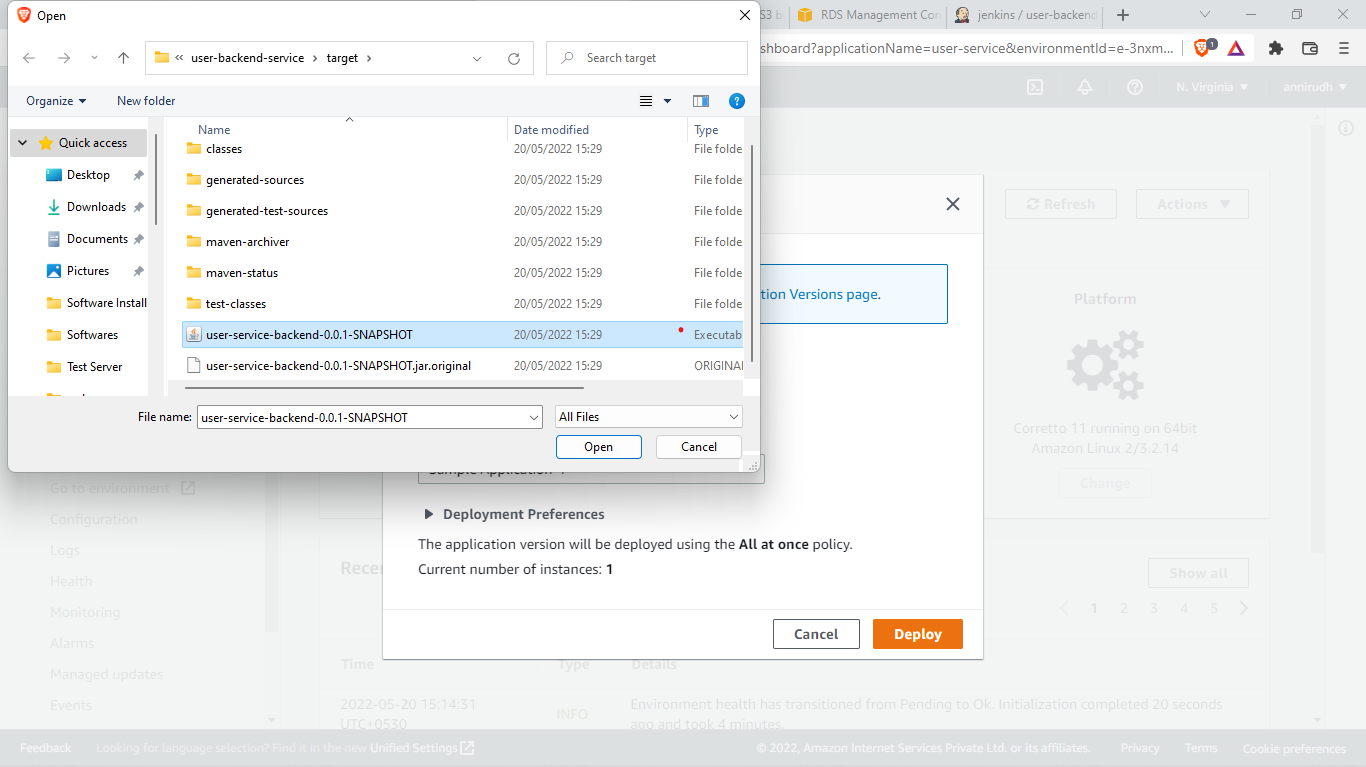 Open
S3 b
RDS Management Con
jenkins / user-backend
user-backend-service
target
Search target
shboard?applicationName=user-service&environmentId=e-3nxm...
1
Organize
New folder
N. Virginia
annirudh
Name
Date modified
Type
Quick access
Desktop
Downloads
Documents
Pictures
Software Install
Softwares
Test Server
classes 20/05/2022 15:29 File folde
generated-sources 20/05/2022 15:29 File folde
generated-test-sources 20/05/2022 15:29 File folde
maven-archiver 20/05/2022 15:29 File folde
maven-status 20/05/2022 15:29 File folde
test-classes 20/05/2022 15:29 File folde
user-service-backend-0.0.1-SNAPSHOT 20/05/2022 15:29 Executab
user-service-backend-0.0.1-SNAPSHOT.jar.original 20/05/2022 15:29 ORIGINA
File name: user-service-backend-0.0.1-SNAPSHOT
All Files
Open
Cancel
Refresh
Actions
tion Versions page.
Platform
Corretto 11 running on 64bit
Amazon Linux 2/3.2.14
Change
Sample Application-1
Deployment Preferences
The application version will be deployed using the All at once policy.
Current number of instances: 1
Cancel
Deploy
Go to environment
Configuration
Logs
Health
Monitoring
Alarms
Managed updates
Events
Rece
Show all
1 2 3 4 5
Time
Type
Details
2022-05-20 15:14:31
UTC+0530
INFO
Environment health has transitioned from Pending to Ok. Initialization completed 20 seconds
ago and took 4 minutes.
Feedback
Looking for language selection? Find it in the new Unified Settings
© 2022, Amazon Internet Services Private Ltd. or its affiliates.
Privacy
Terms
Cookie preferences